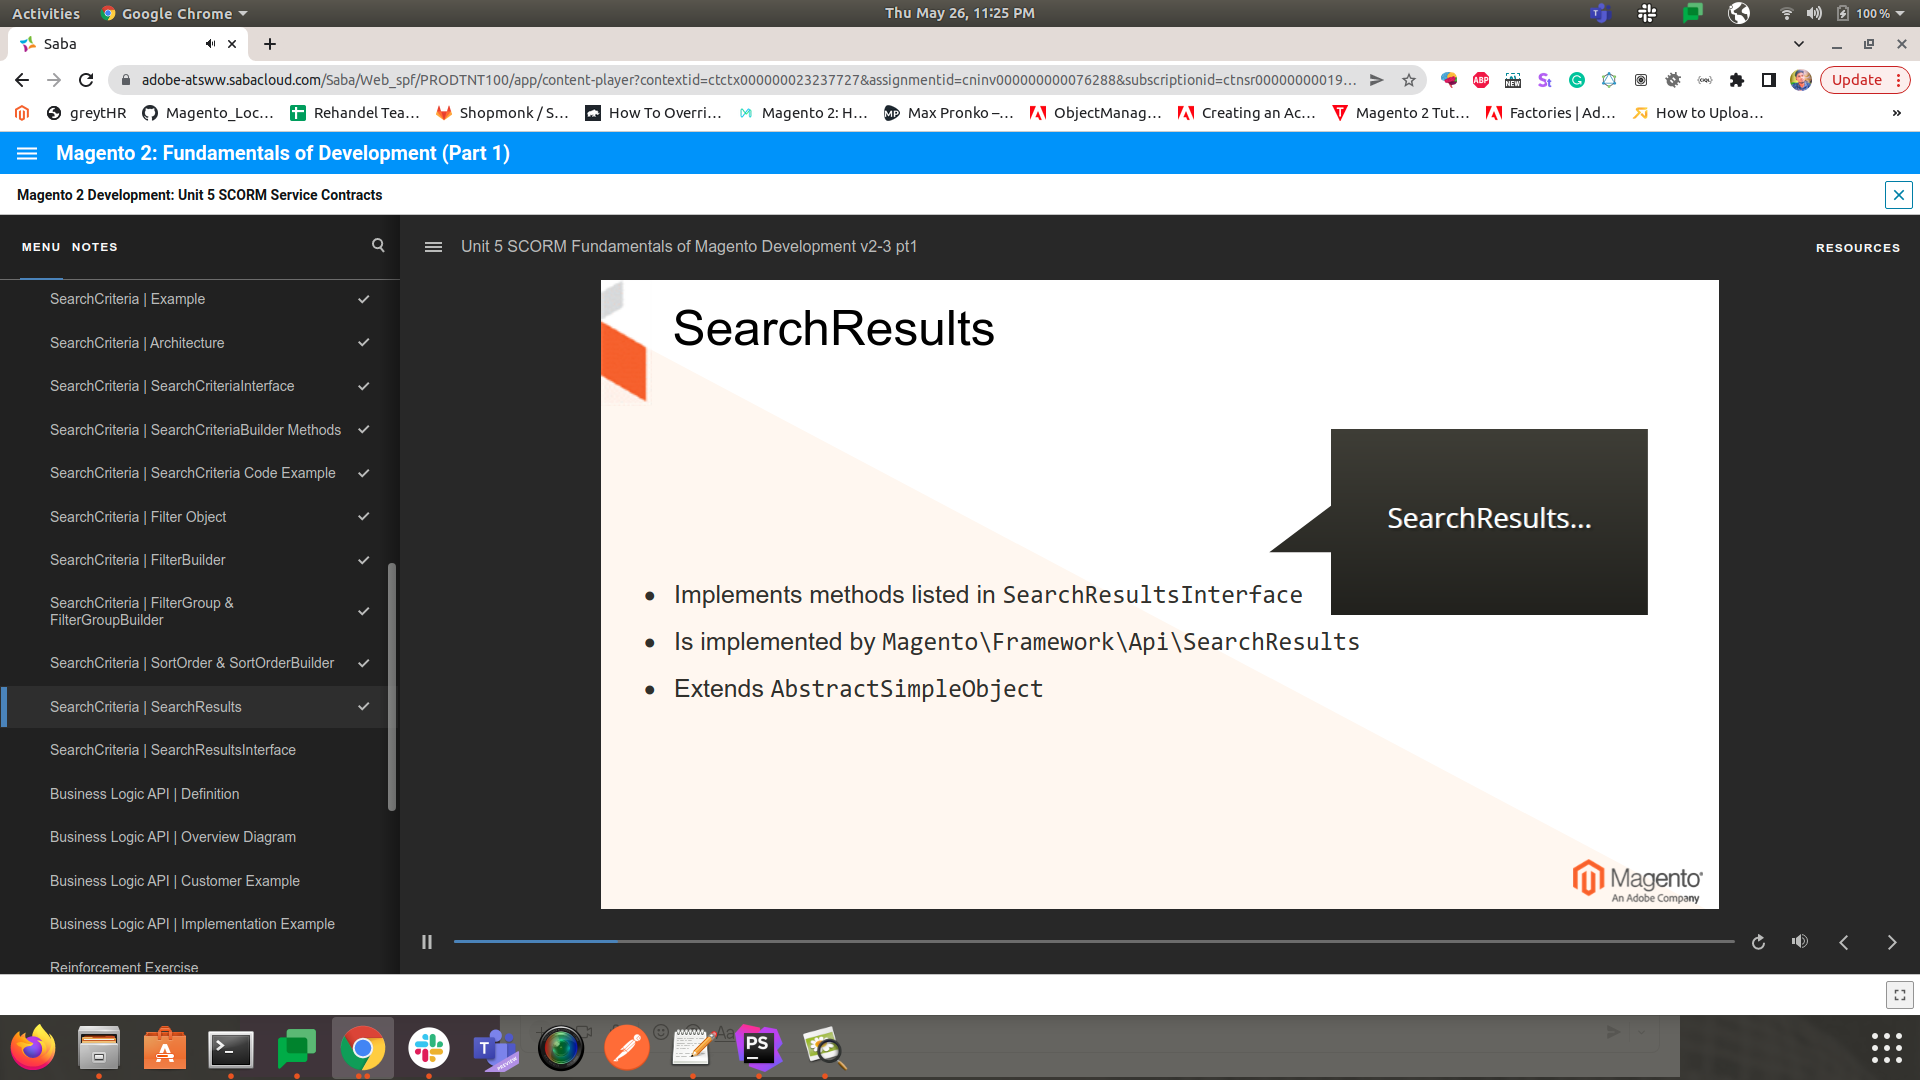 Activities
Google Chrome
Thu May 26, 11:25 PM
100 %
Saba
adobe-atsww.sabacloud.com/Saba/Web_spf/PRODTNT100/app/content-player?contextid=ctctx000000023237727&assignmentid=cninv000000000076288&subscriptionid=ctnsr00000000019...
ABP
NEW
Update
greytHR
Magento_Loc...
Rehandel Tea...
Shopmonk / S...
How To Overri...
Magento 2: H...
Max Pronko –...
ObjectManag...
Creating an Ac...
Magento 2 Tut...
Factories | Ad...
How to Uploa...
»
Magento 2: Fundamentals of Development (Part 1)
Magento 2 Development: Unit 5 SCORM Service Contracts
MENU
NOTES
Unit 5 SCORM Fundamentals of Magento Development v2-3 pt1
RESOURCES
SearchCriteria | Example
SearchCriteria | Architecture
SearchCriteria | SearchCriteriaInterface
SearchCriteria | SearchCriteriaBuilder Methods
SearchCriteria | SearchCriteria Code Example
SearchCriteria | Filter Object
SearchCriteria | FilterBuilder
SearchCriteria | FilterGroup &
FilterGroupBuilder
SearchCriteria | SortOrder & SortOrderBuilder
SearchCriteria | SearchResults
SearchCriteria | SearchResultsInterface
Business Logic API | Definition
Business Logic API | Overview Diagram
Business Logic API | Customer Example
Business Logic API | Implementation Example
Reinforcement Exercise
SearchResults
SearchResults...
• Implements methods listed in SearchResultsInterface
• Is implemented by Magento\Framework\Api\SearchResults
• Extends AbstractSimpleObject
Magento
An Adobe Company
PS